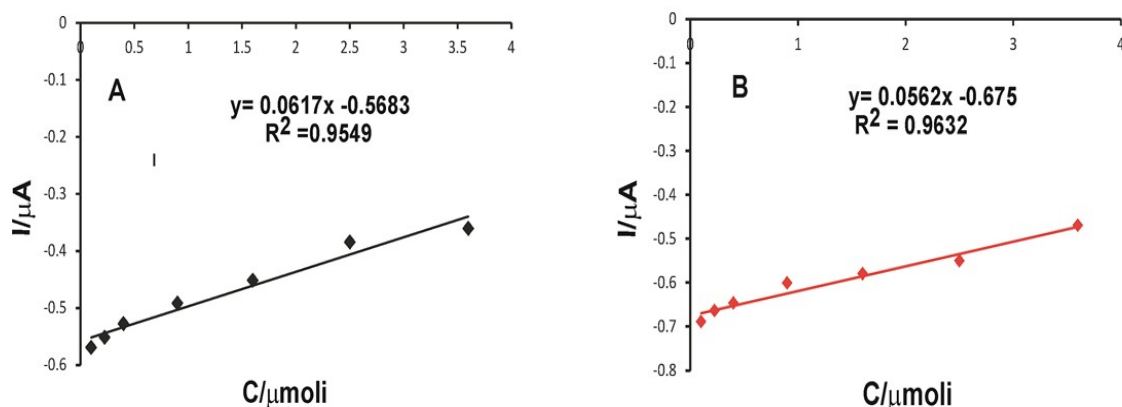 0
0 0.5 1 1.5 2 2.5 3 3.5 4
-0.1
-0.2
-0.3
-0.4
-0.5
-0.6
A
y= 0.0617x -0.5683
R² =0.9549
I
I/µA
C/µmoli
0
0 1 2 3 4
-0.1
-0.2
-0.3
-0.4
-0.5
-0.6
-0.7
-0.8
B
y= 0.0562x -0.675
R² = 0.9632
I/µA
C/µmoli